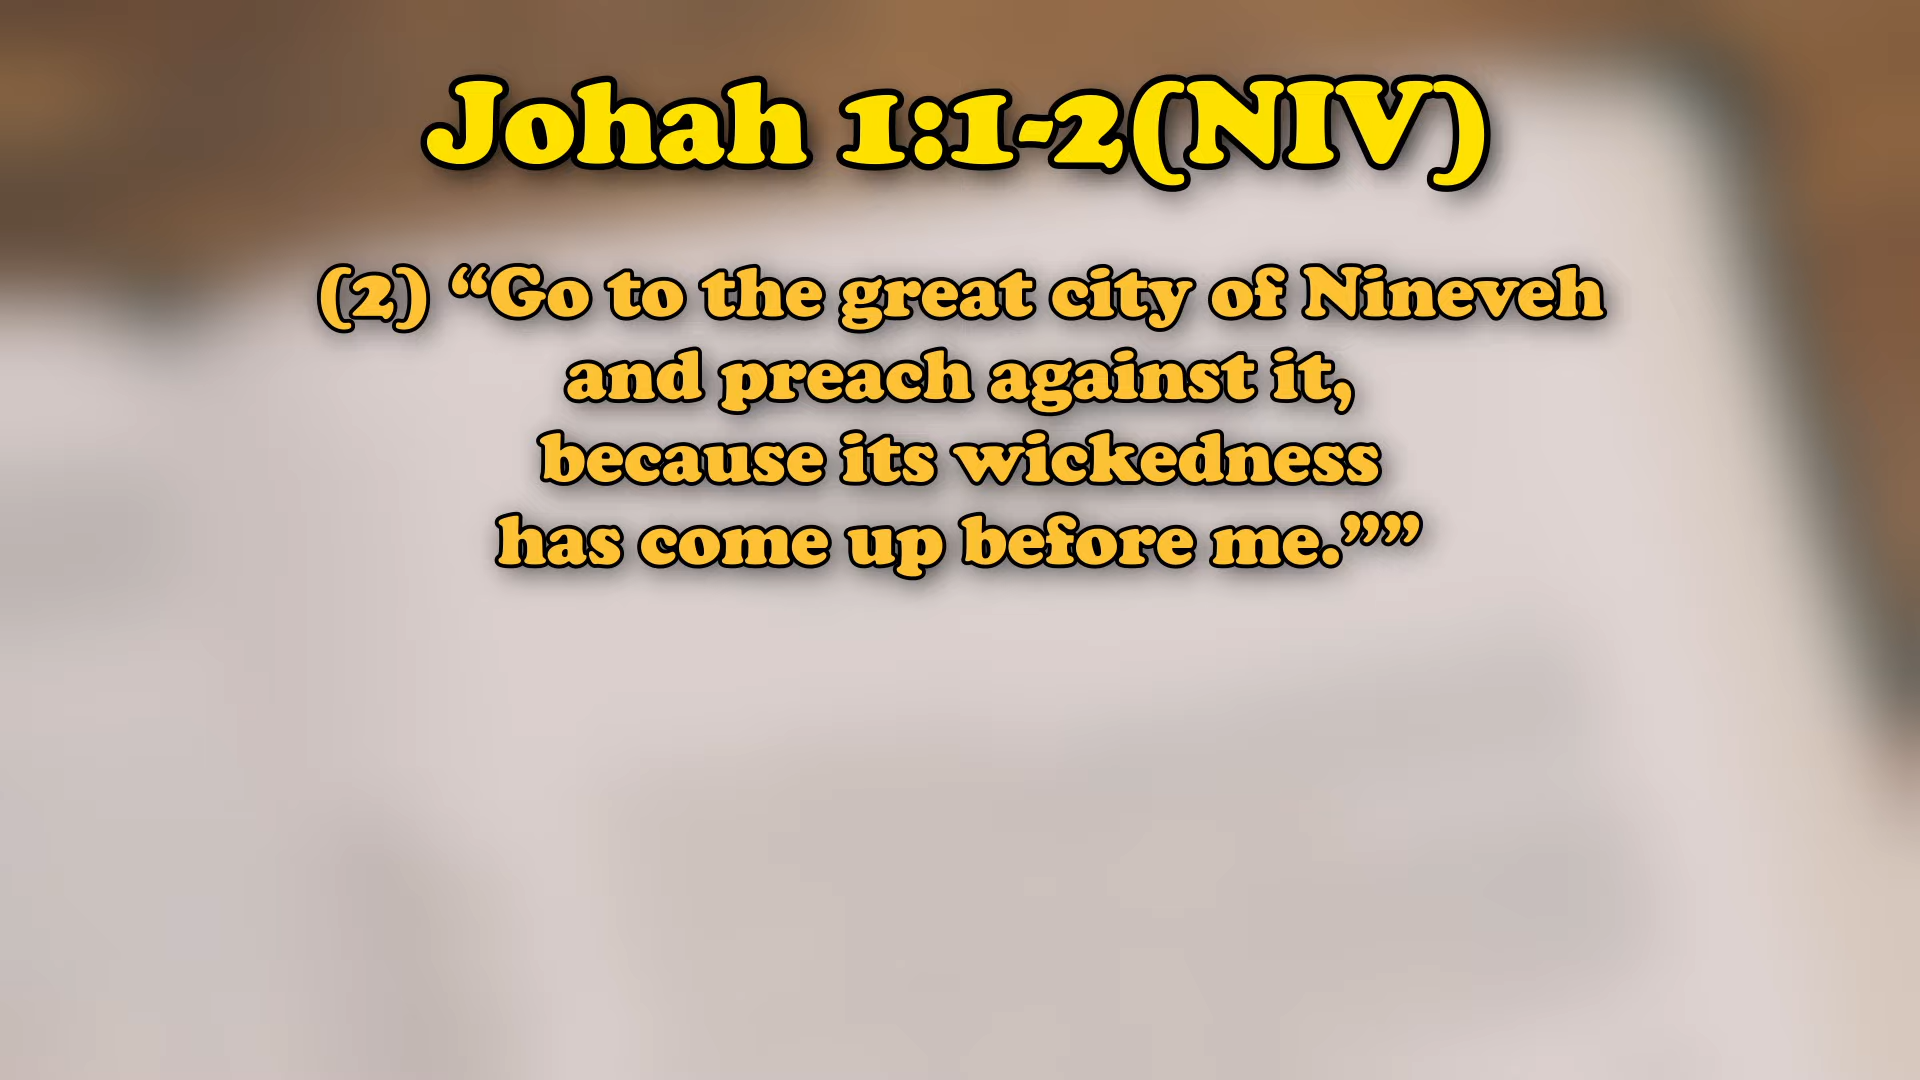 Johah 1:1-2(NIV)
(2) “Go to the great city of Nineveh
and preach against it,
because its wickedness
has come up before me.””